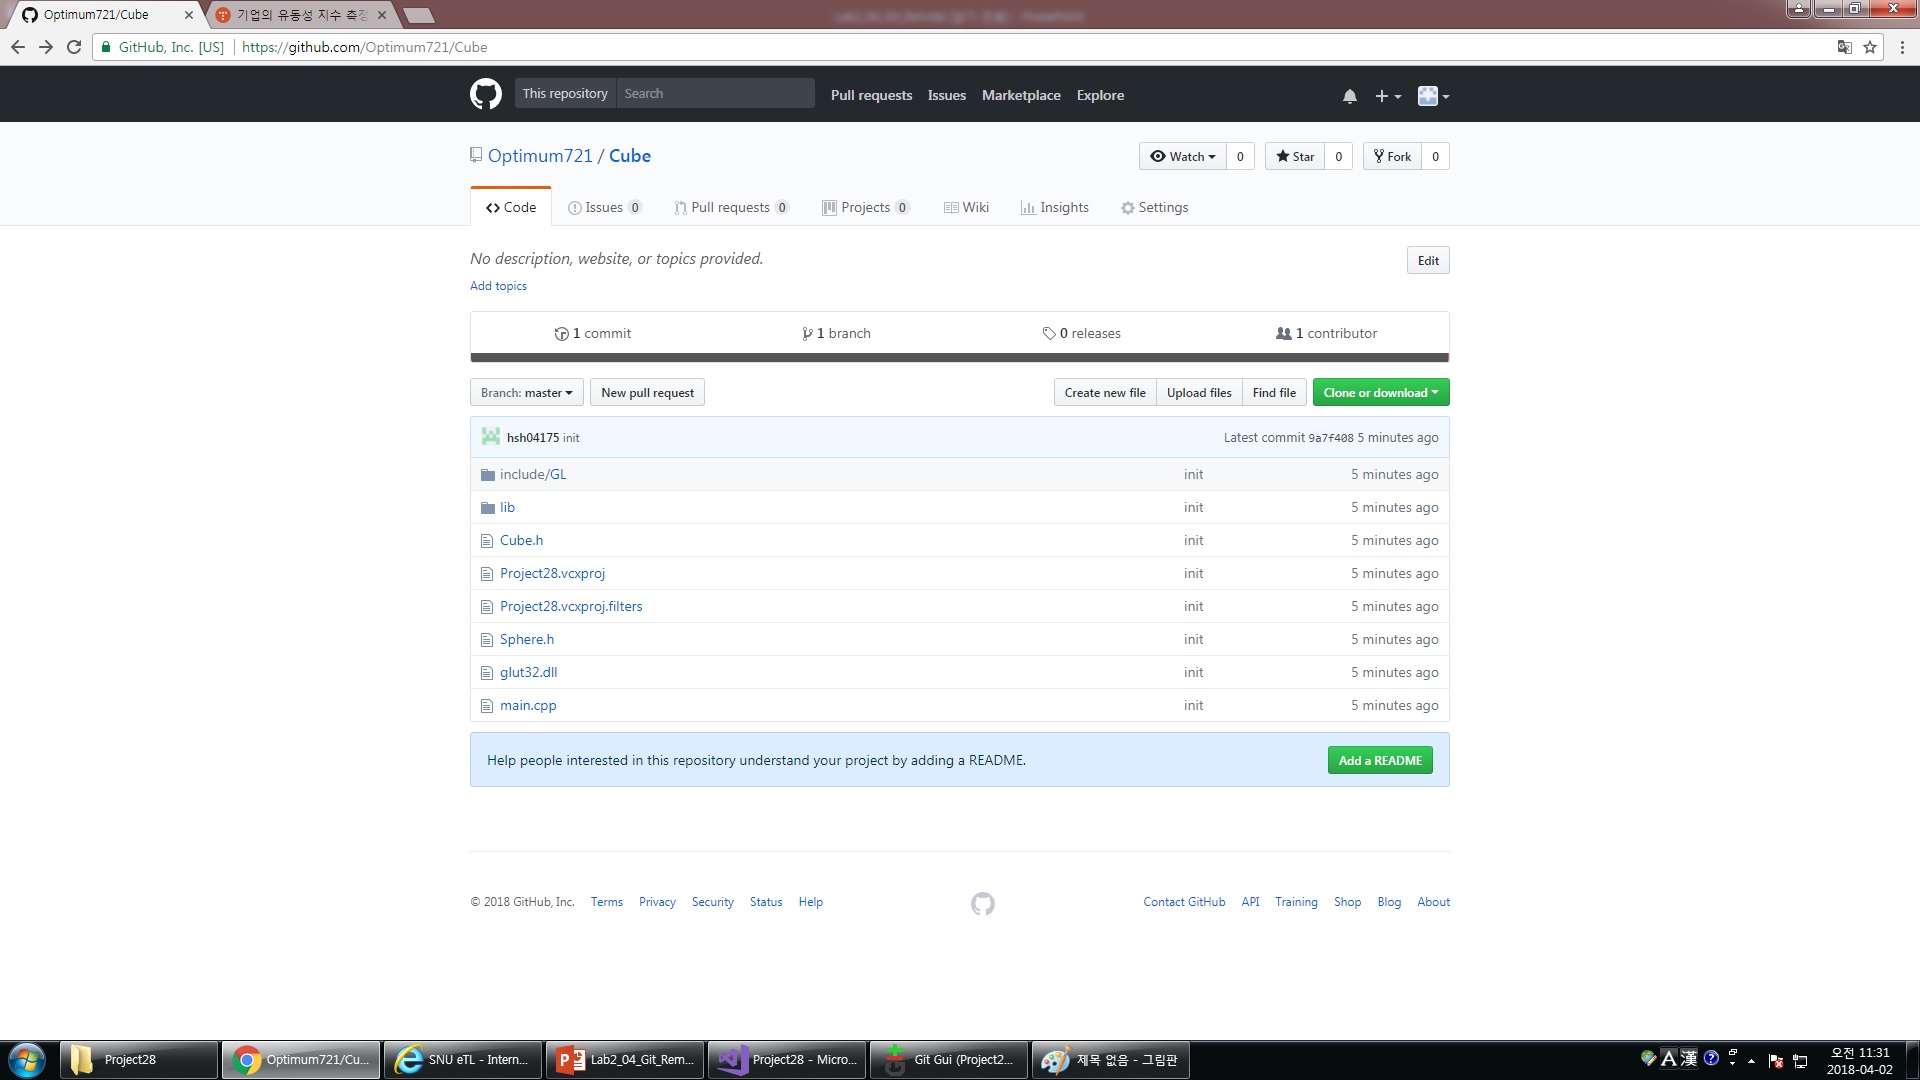 Optimum721/Cube
기업의 유동성 지수 측정
GitHub, Inc. [US] https://github.com/Optimum721/Cube
This repository Search Pull requests Issues Marketplace Explore
Optimum721 / Cube Watch 0 Star 0 Fork 0
Code Issues 0 Pull requests 0 Projects 0 Wiki Insights Settings
No description, website, or topics provided. Edit
Add topics
1 commit 1 branch 0 releases 1 contributor
Branch: master New pull request Create new file Upload files Find file Clone or download
hsh04175 init Latest commit 9a7f408 5 minutes ago
include/GL init 5 minutes ago
lib init 5 minutes ago
Cube.h init 5 minutes ago
Project28.vcxproj init 5 minutes ago
Project28.vcxproj.filters init 5 minutes ago
Sphere.h init 5 minutes ago
glut32.dll init 5 minutes ago
main.cpp init 5 minutes ago
Help people interested in this repository understand your project by adding a README. Add a README
© 2018 GitHub, Inc. Terms Privacy Security Status Help Contact GitHub API Training Shop Blog About
Project28 Optimum721/Cu... SNU eTL - Intern... Lab2_04_Git_Rem... Project28 - Micro... Git Gui (Project2... 제목 없음 - 그림판 A 漢 오전 11:31
2018-04-02